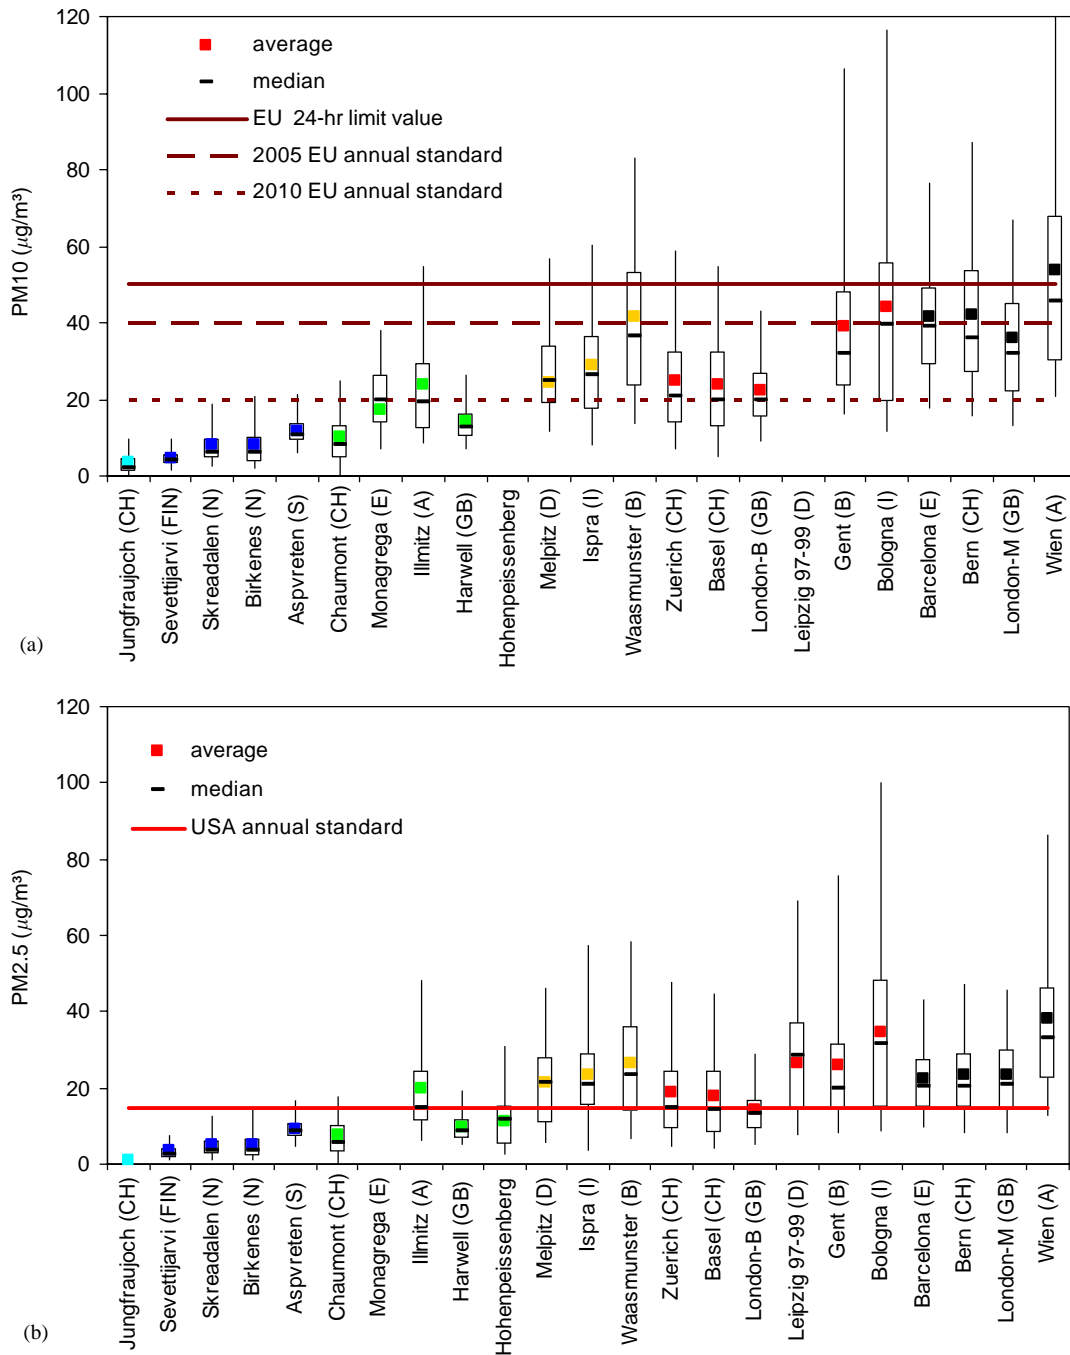 120
100
80
60
40
20
0
PM10 (μg/m³)
average
median
EU 24-hr limit value
2005 EU annual standard
2010 EU annual standard
Jungfraujoch (CH)
Sevettijarvi (FIN)
Skreadalen (N)
Birkenes (N)
Aspvreten (S)
Chaumont (CH)
Monagrega (E)
Illmitz (A)
Harwell (GB)
Hohenpeissenberg
Melpitz (D)
Ispra (I)
Waasmunster (B)
Zuerich (CH)
Basel (CH)
London-B (GB)
Leipzig 97-99 (D)
Gent (B)
Bologna (I)
Barcelona (E)
Bern (CH)
London-M (GB)
Wien (A)
(a)
120
100
80
60
40
20
0
PM2.5 (μg/m³)
average
median
USA annual standard
Jungfraujoch (CH)
Sevettijarvi (FIN)
Skreadalen (N)
Birkenes (N)
Aspvreten (S)
Chaumont (CH)
Monagrega (E)
Illmitz (A)
Harwell (GB)
Hohenpeissenberg
Melpitz (D)
Ispra (I)
Waasmunster (B)
Zuerich (CH)
Basel (CH)
London-B (GB)
Leipzig 97-99 (D)
Gent (B)
Bologna (I)
Barcelona (E)
Bern (CH)
London-M (GB)
Wien (A)
(b)